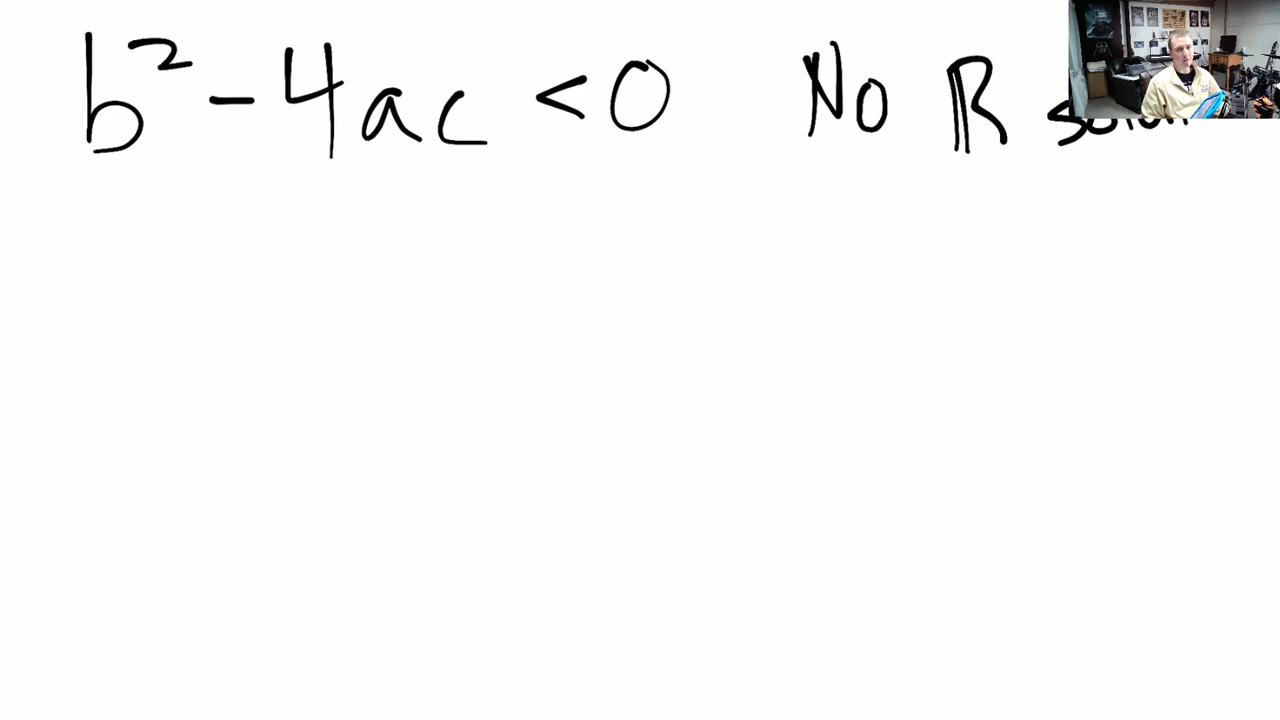 b² - 4ac < 0 No ℝ